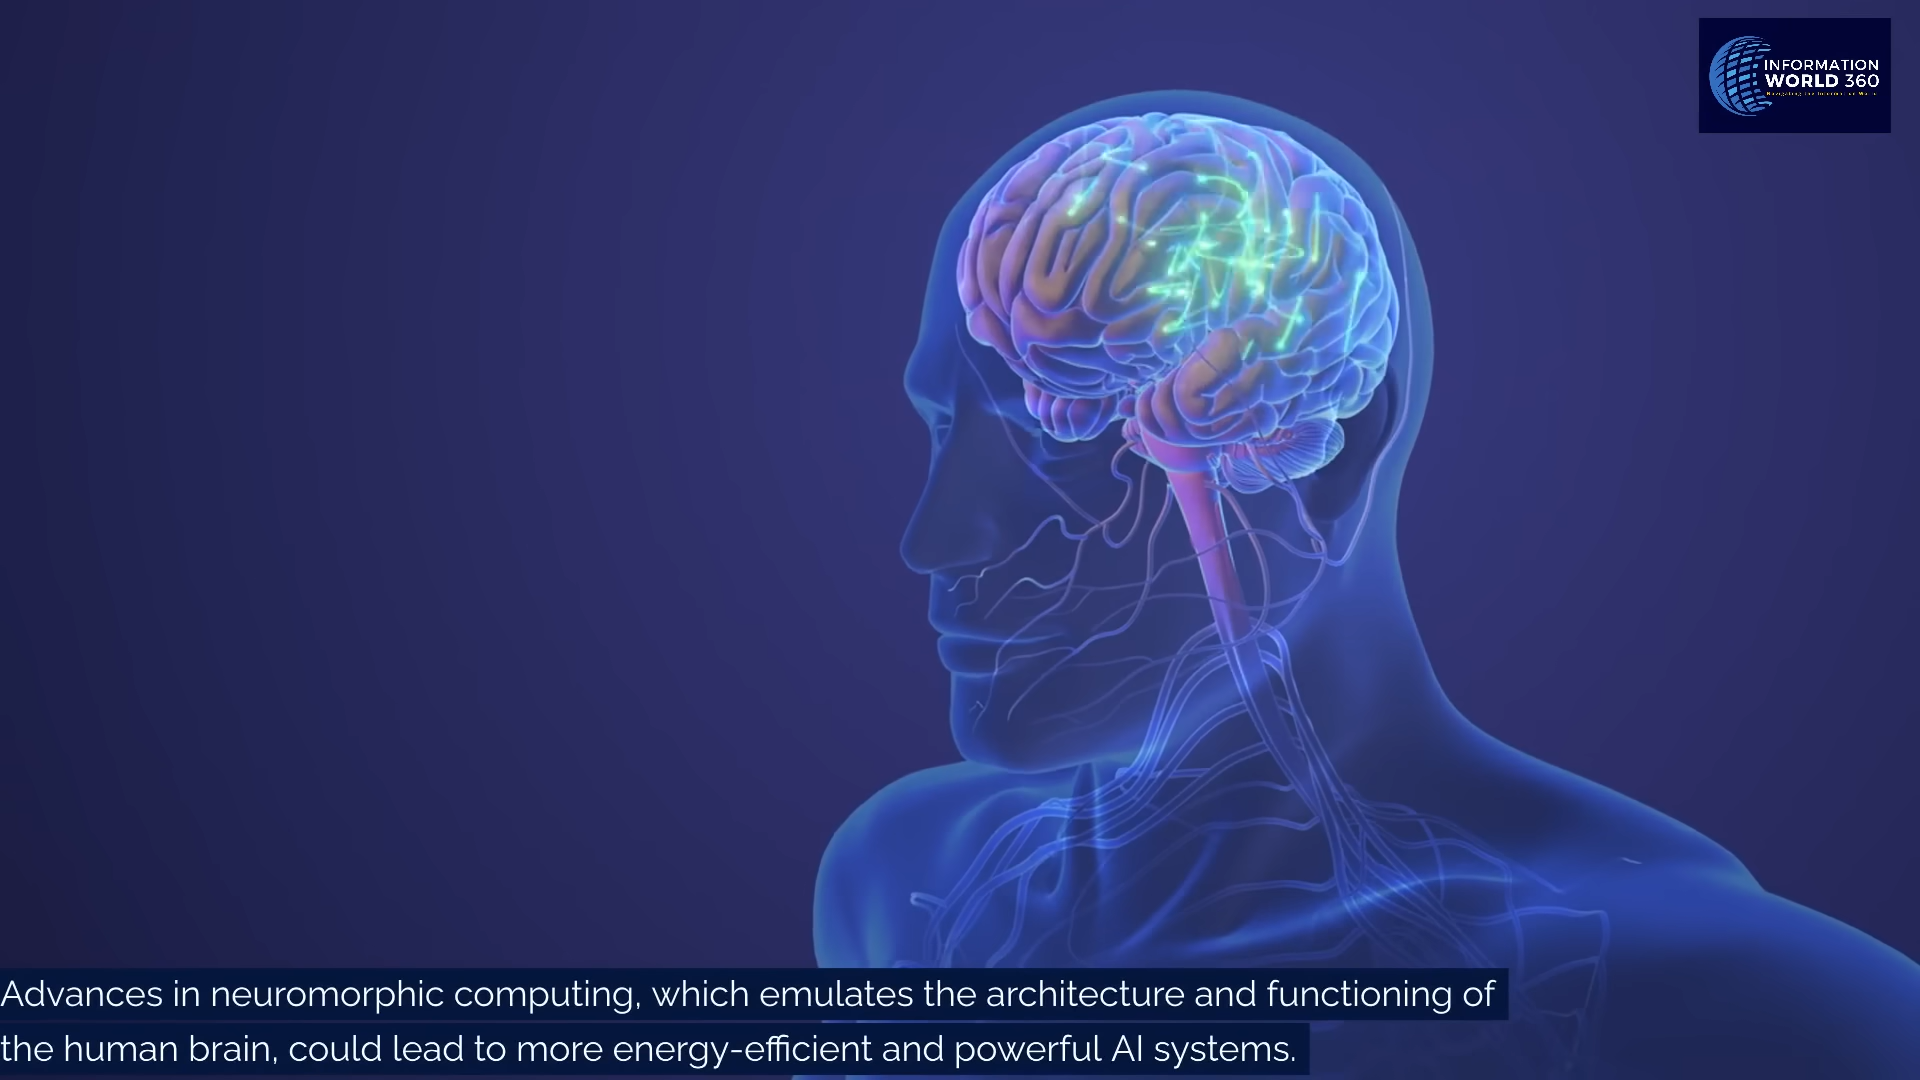 INFORMATION
WORLD 360
Advances in neuromorphic computing, which emulates the architecture and functioning of
the human brain, could lead to more energy-efficient and powerful AI systems.